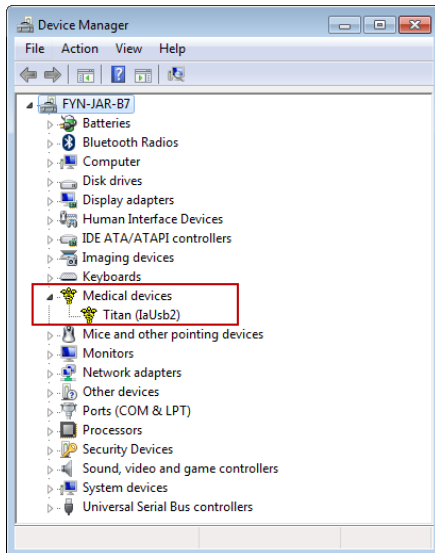 Device Manager
File Action View Help
FYN-JAR-B7
Batteries
Bluetooth Radios
Computer
Disk drives
Display adapters
Human Interface Devices
IDE ATA/ATAPI controllers
Imaging devices
Keyboards
Medical devices
Titan (IaUsb2)
Mice and other pointing devices
Monitors
Network adapters
Other devices
Ports (COM & LPT)
Processors
Security Devices
Sound, video and game controllers
System devices
Universal Serial Bus controllers